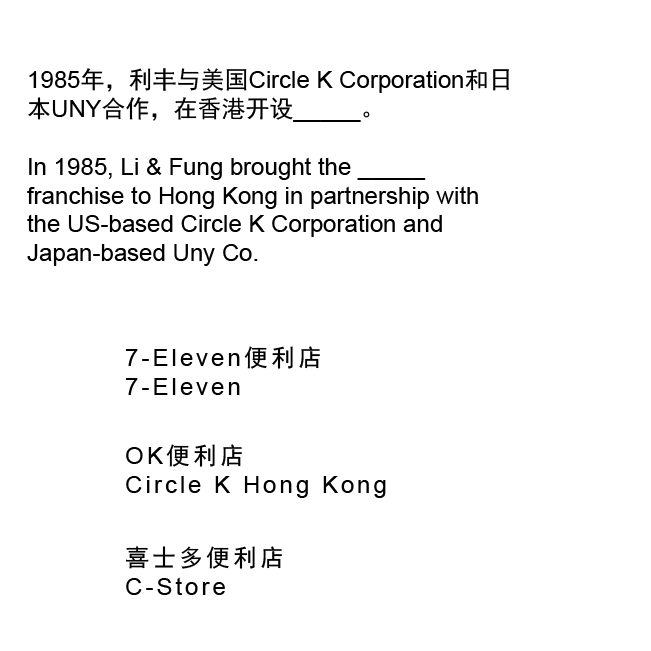 1985年，利丰与美国Circle K Corporation和日
本UNY合作，在香港开设_____。
In 1985, Li & Fung brought the _____
franchise to Hong Kong in partnership with
the US-based Circle K Corporation and
Japan-based Uny Co.
7-Eleven便利店
7-Eleven
OK便利店
Circle K Hong Kong
喜士多便利店
C-Store